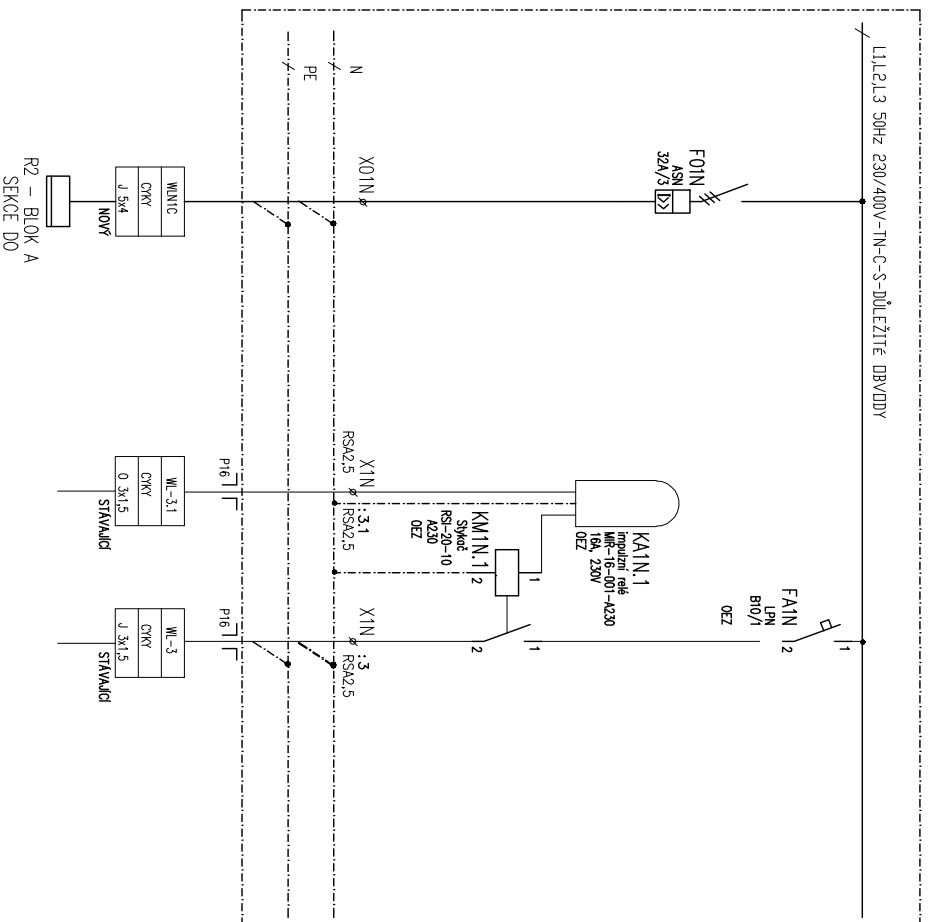 L1,L2,L3 50Hz 230/400V-TN-C-S-DŮLEŽITÉ OBVODY
F01N
ASN
32A/3
FA1N
LPN
B10/1
OEZ
1
2
KA1N.1
impulzní relé
MIR-16-001-A230
16A, 230V
OEZ
KM1N.1
Stykač
RSI-20-10
A230
OEZ
1
2
1
2
N
PE
X01N
X1N
:3.1
RSA2,5
RSA2,5
X1N
:3
RSA2,5
P16
P16
WLN1C
CYKY
J 5x4
NOVÝ
WL-3.1
CYKY
O 3x1,5
STÁVAJÍCÍ
WL-3
CYKY
J 3x1,5
STÁVAJÍCÍ
R2 - BLOK A
SEKCE DO